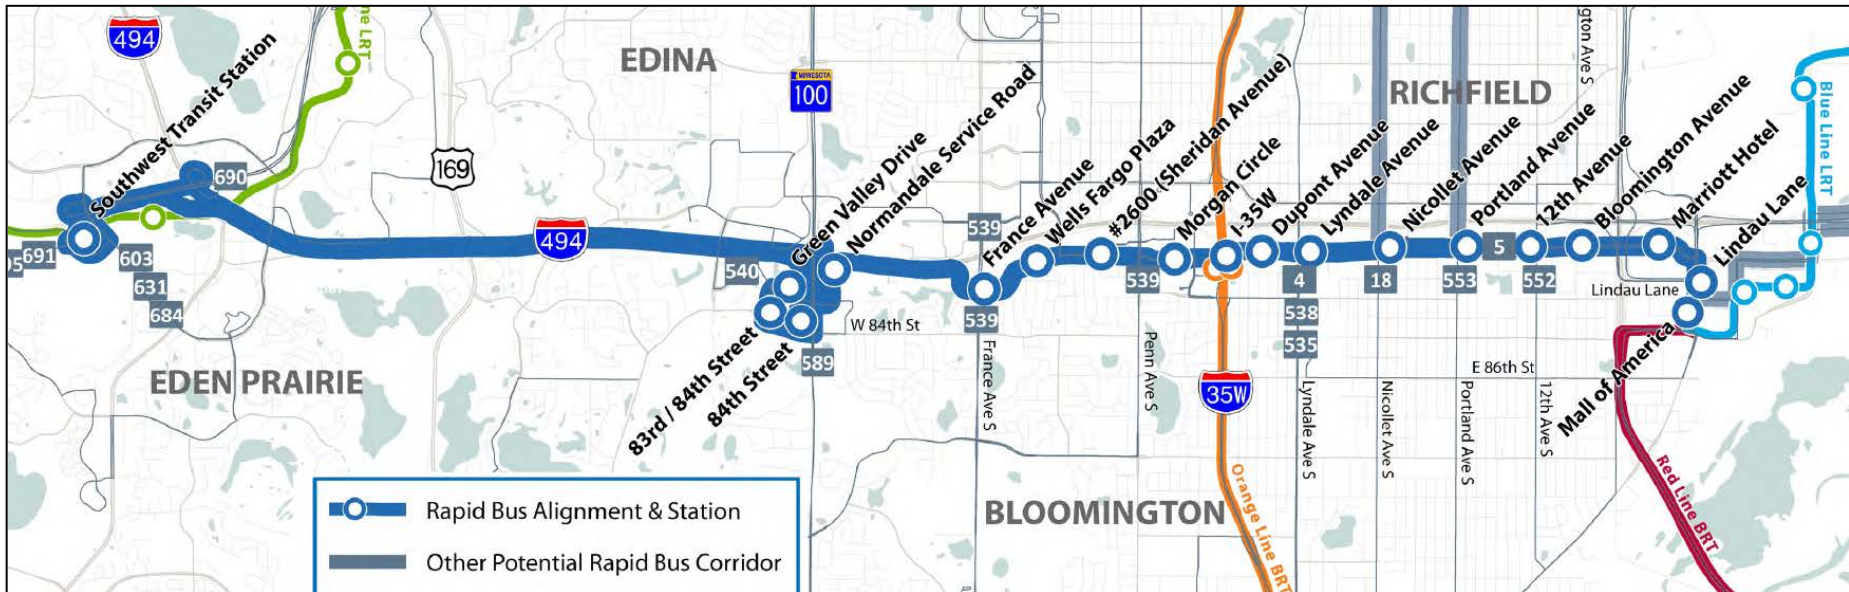 494
ne LRT
EDINA
MINNESOTA
100
RICHFIELD
ngton Ave S
Blue Line LRT
169
Southwest Transit Station
690
691
603
631
684
494
540
Green Valley Drive
Normandale Service Road
83rd / 84th Street
84th Street
W 84th St
589
539
France Avenue
539
France Ave S
Wells Fargo Plaza
#2600 (Sheridan Avenue)
539
Penn Ave S
Morgan Circle
I-35W
35W
Dupont Avenue
Lyndale Avenue
4
538
535
Lyndale Ave S
Nicollet Avenue
18
Nicollet Ave S
Portland Avenue
553
Portland Ave S
5
12th Avenue
552
12th Ave S
Bloomington Avenue
Marriott Hotel
Lindau Lane
Lindau Lane
Mall of America
E 86th St
EDEN PRAIRIE
BLOOMINGTON
Orange Line BRT
Red Line BRT
Rapid Bus Alignment & Station
Other Potential Rapid Bus Corridor